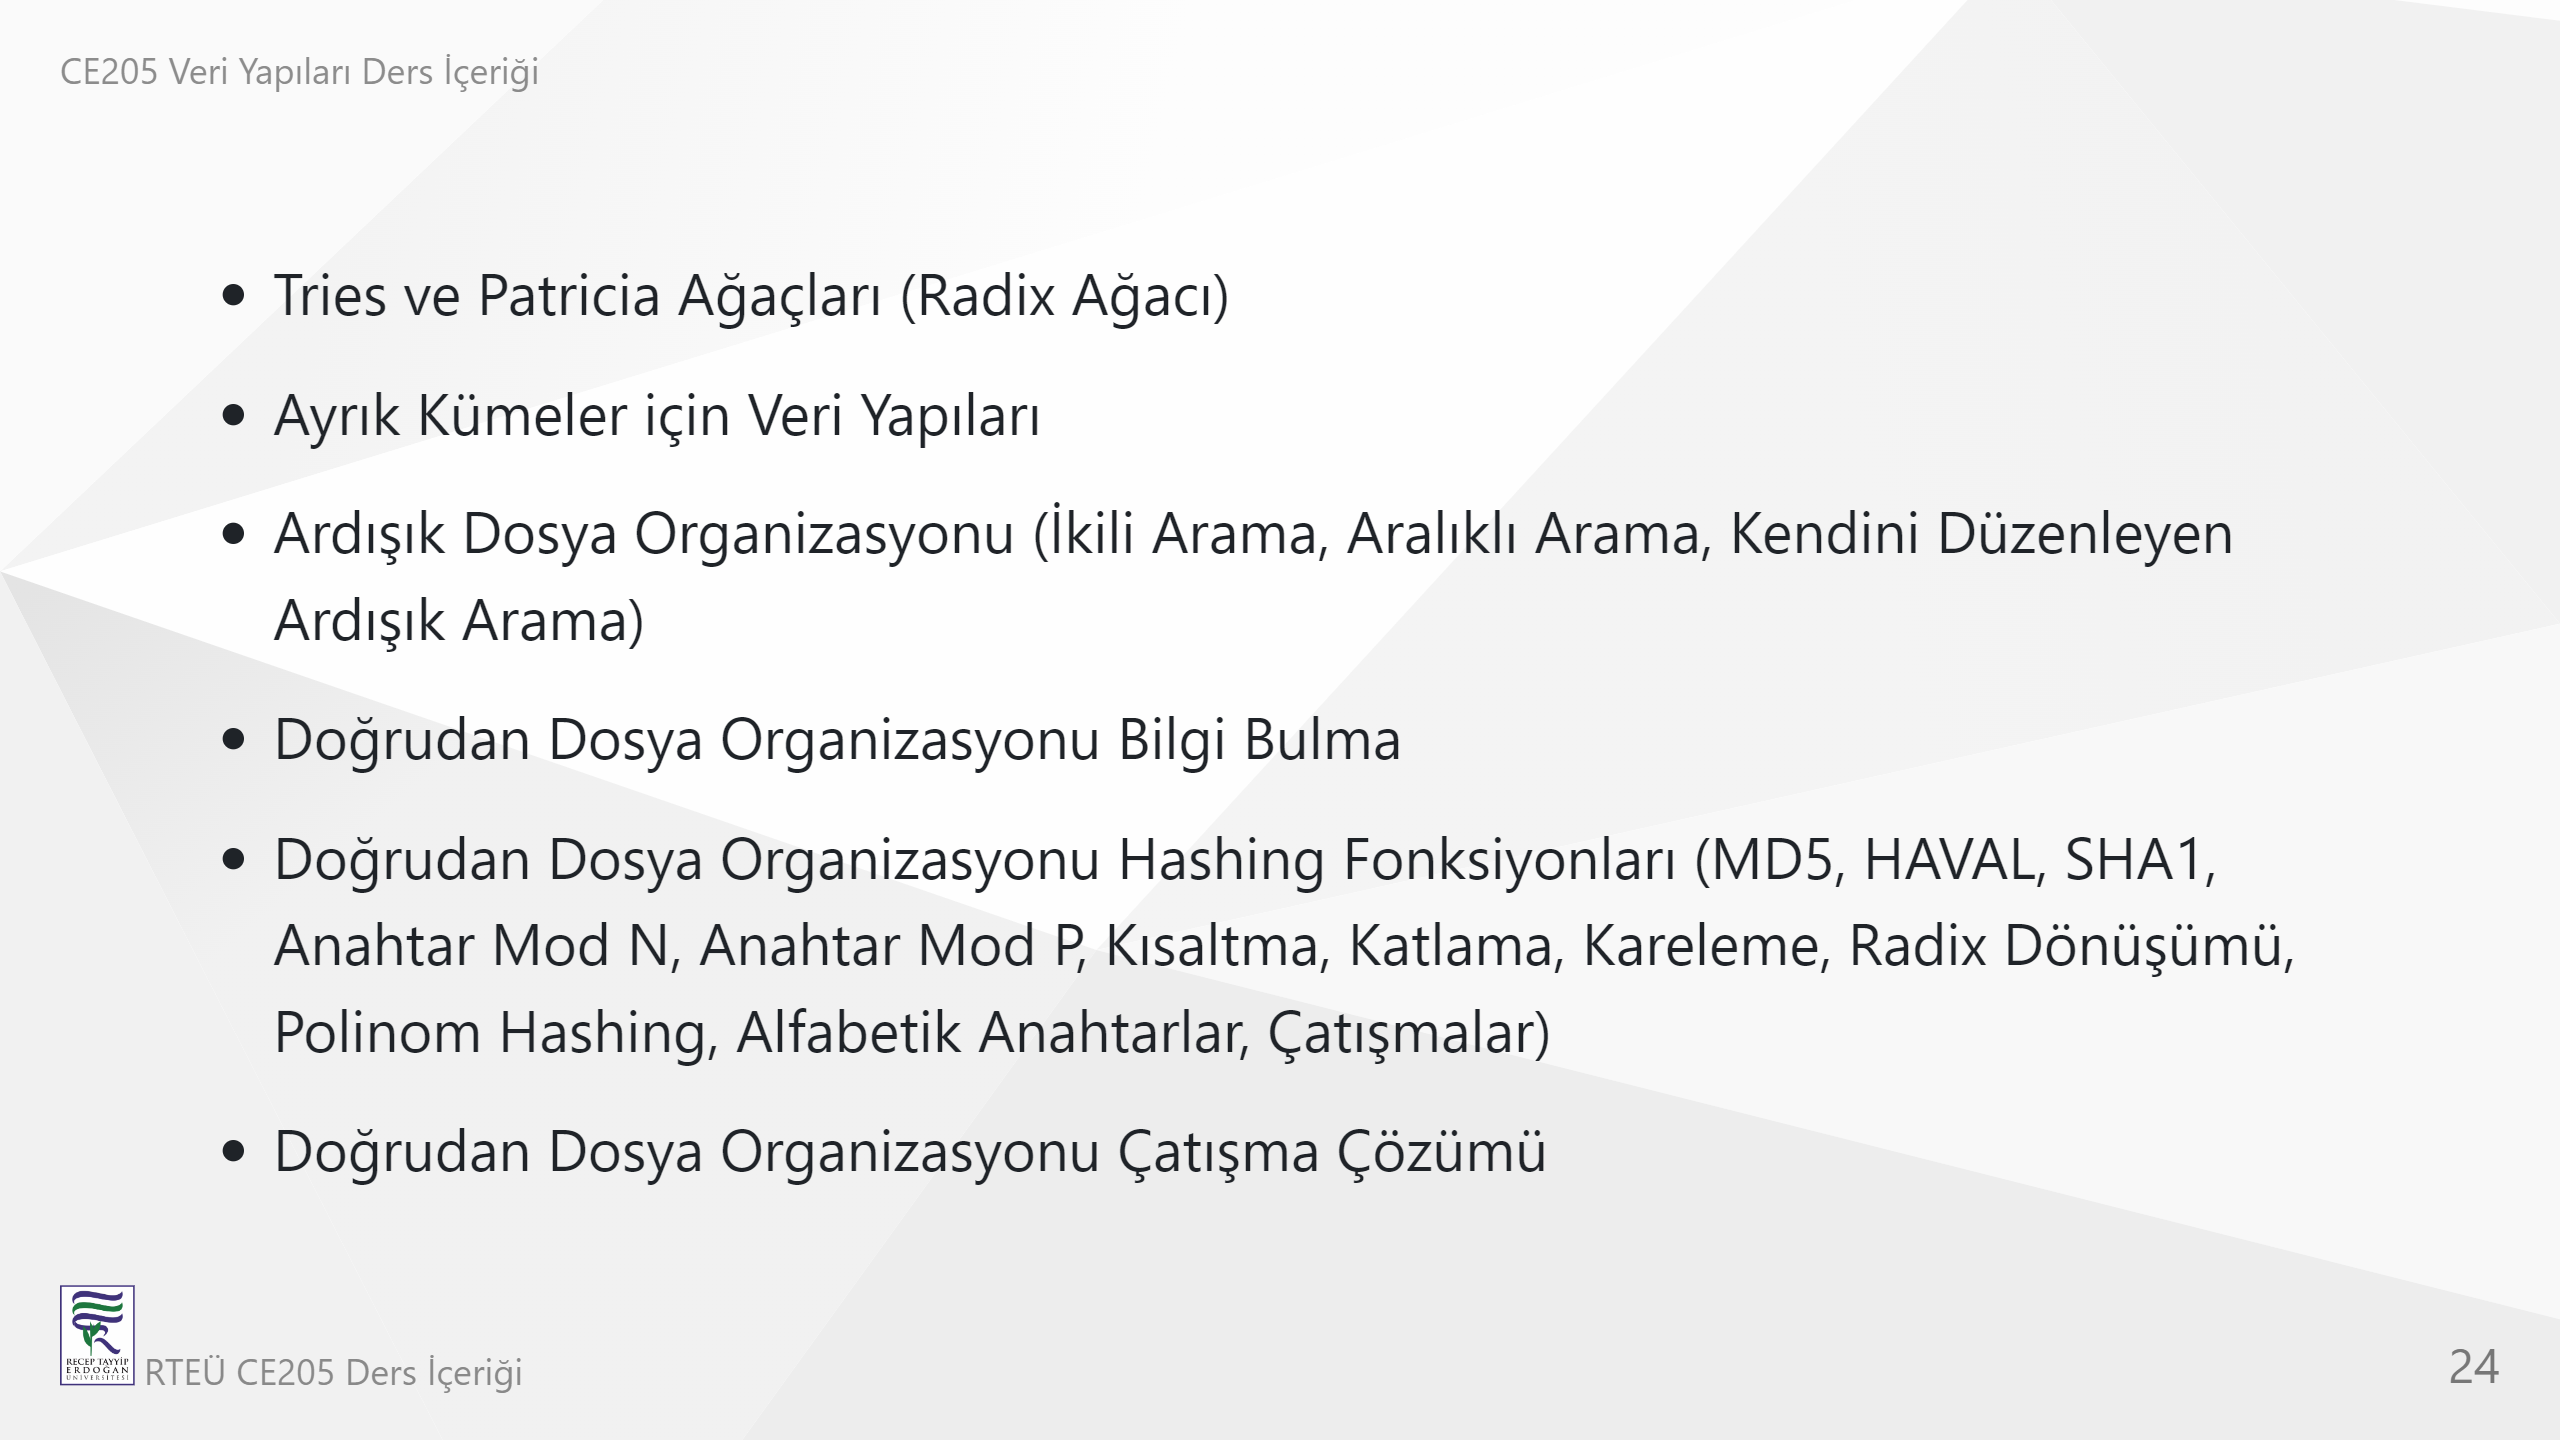 CE205 Veri Yapıları Ders İçeriği
• Tries ve Patricia Ağaçları (Radix Ağacı)
• Ayrık Kümeler için Veri Yapıları
• Ardışık Dosya Organizasyonu (İkili Arama, Aralıklı Arama, Kendini Düzenleyen
Ardışık Arama)
• Doğrudan Dosya Organizasyonu Bilgi Bulma
• Doğrudan Dosya Organizasyonu Hashing Fonksiyonları (MD5, HAVAL, SHA1,
Anahtar Mod N, Anahtar Mod P, Kısaltma, Katlama, Kareleme, Radix Dönüşümü,
Polinom Hashing, Alfabetik Anahtarlar, Çatışmalar)
• Doğrudan Dosya Organizasyonu Çatışma Çözümü
RECEP TAYYİP
ERDOĞAN
ÜNİVERSİTESİ
RTEÜ CE205 Ders İçeriği
24